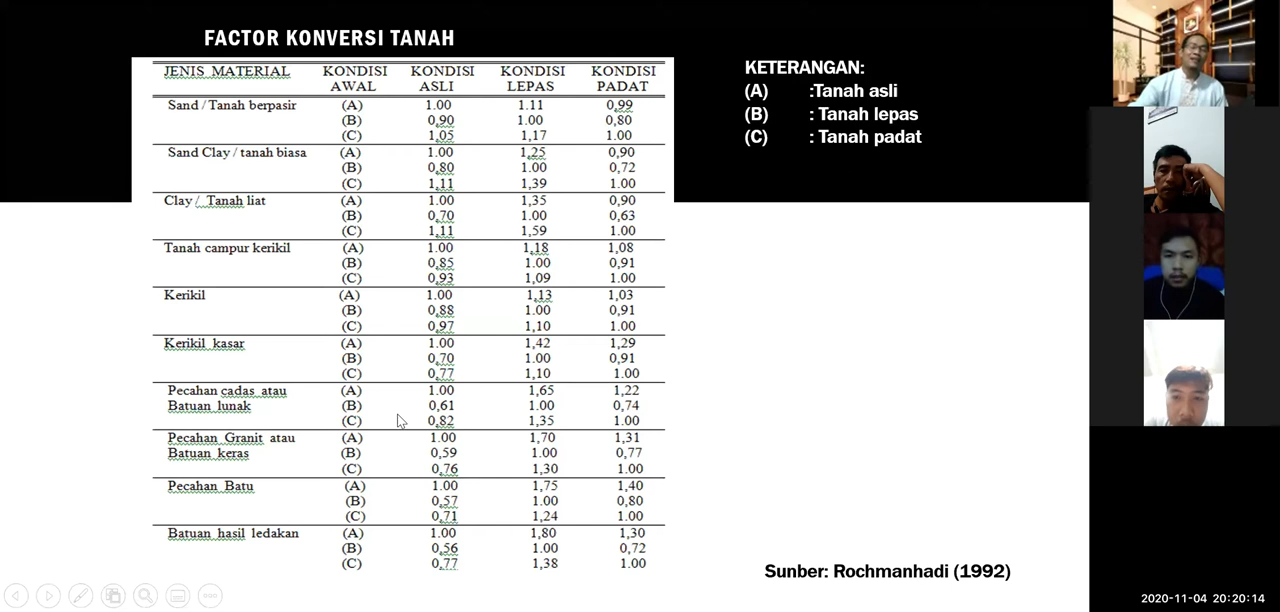 FACTOR KONVERSI TANAH
JENIS MATERIAL KONDISI AWAL KONDISI ASLI KONDISI LEPAS KONDISI PADAT
Sand / Tanah berpasir (A) 1.00 1.11 0,99
(B) 0,90 1.00 0,80
(C) 1,05 1,17 1.00
Sand Clay / tanah biasa (A) 1.00 1,25 0,90
(B) 0,80 1.00 0,72
(C) 1,11 1,39 1.00
Clay / Tanah liat (A) 1.00 1,35 0,90
(B) 0,70 1.00 0,63
(C) 1,11 1,59 1.00
Tanah campur kerikil (A) 1.00 1,18 1,08
(B) 0,85 1.00 0,91
(C) 0,93 1,09 1.00
Kerikil (A) 1.00 1,13 1,03
(B) 0,88 1.00 0,91
(C) 0,97 1,10 1.00
Kerikil kasar (A) 1.00 1,42 1,29
(B) 0,70 1.00 0,91
(C) 0,77 1,10 1.00
Pecahan cadas atau (A) 1.00 1,65 1,22
Batuan lunak (B) 0,61 1.00 0,74
(C) 0,82 1,35 1.00
Pecahan Granit atau (A) 1.00 1,70 1,31
Batuan keras (B) 0,59 1.00 0,77
(C) 0,76 1,30 1.00
Pecahan Batu (A) 1.00 1,75 1,40
(B) 0,57 1.00 0,80
(C) 0,71 1,24 1.00
Batuan hasil ledakan (A) 1.00 1,80 1,30
(B) 0,56 1.00 0,72
(C) 0,77 1,38 1.00
KETERANGAN:
(A) :Tanah asli
(B) : Tanah lepas
(C) : Tanah padat
Sunber: Rochmanhadi (1992)
2020-11-04 20:20:14